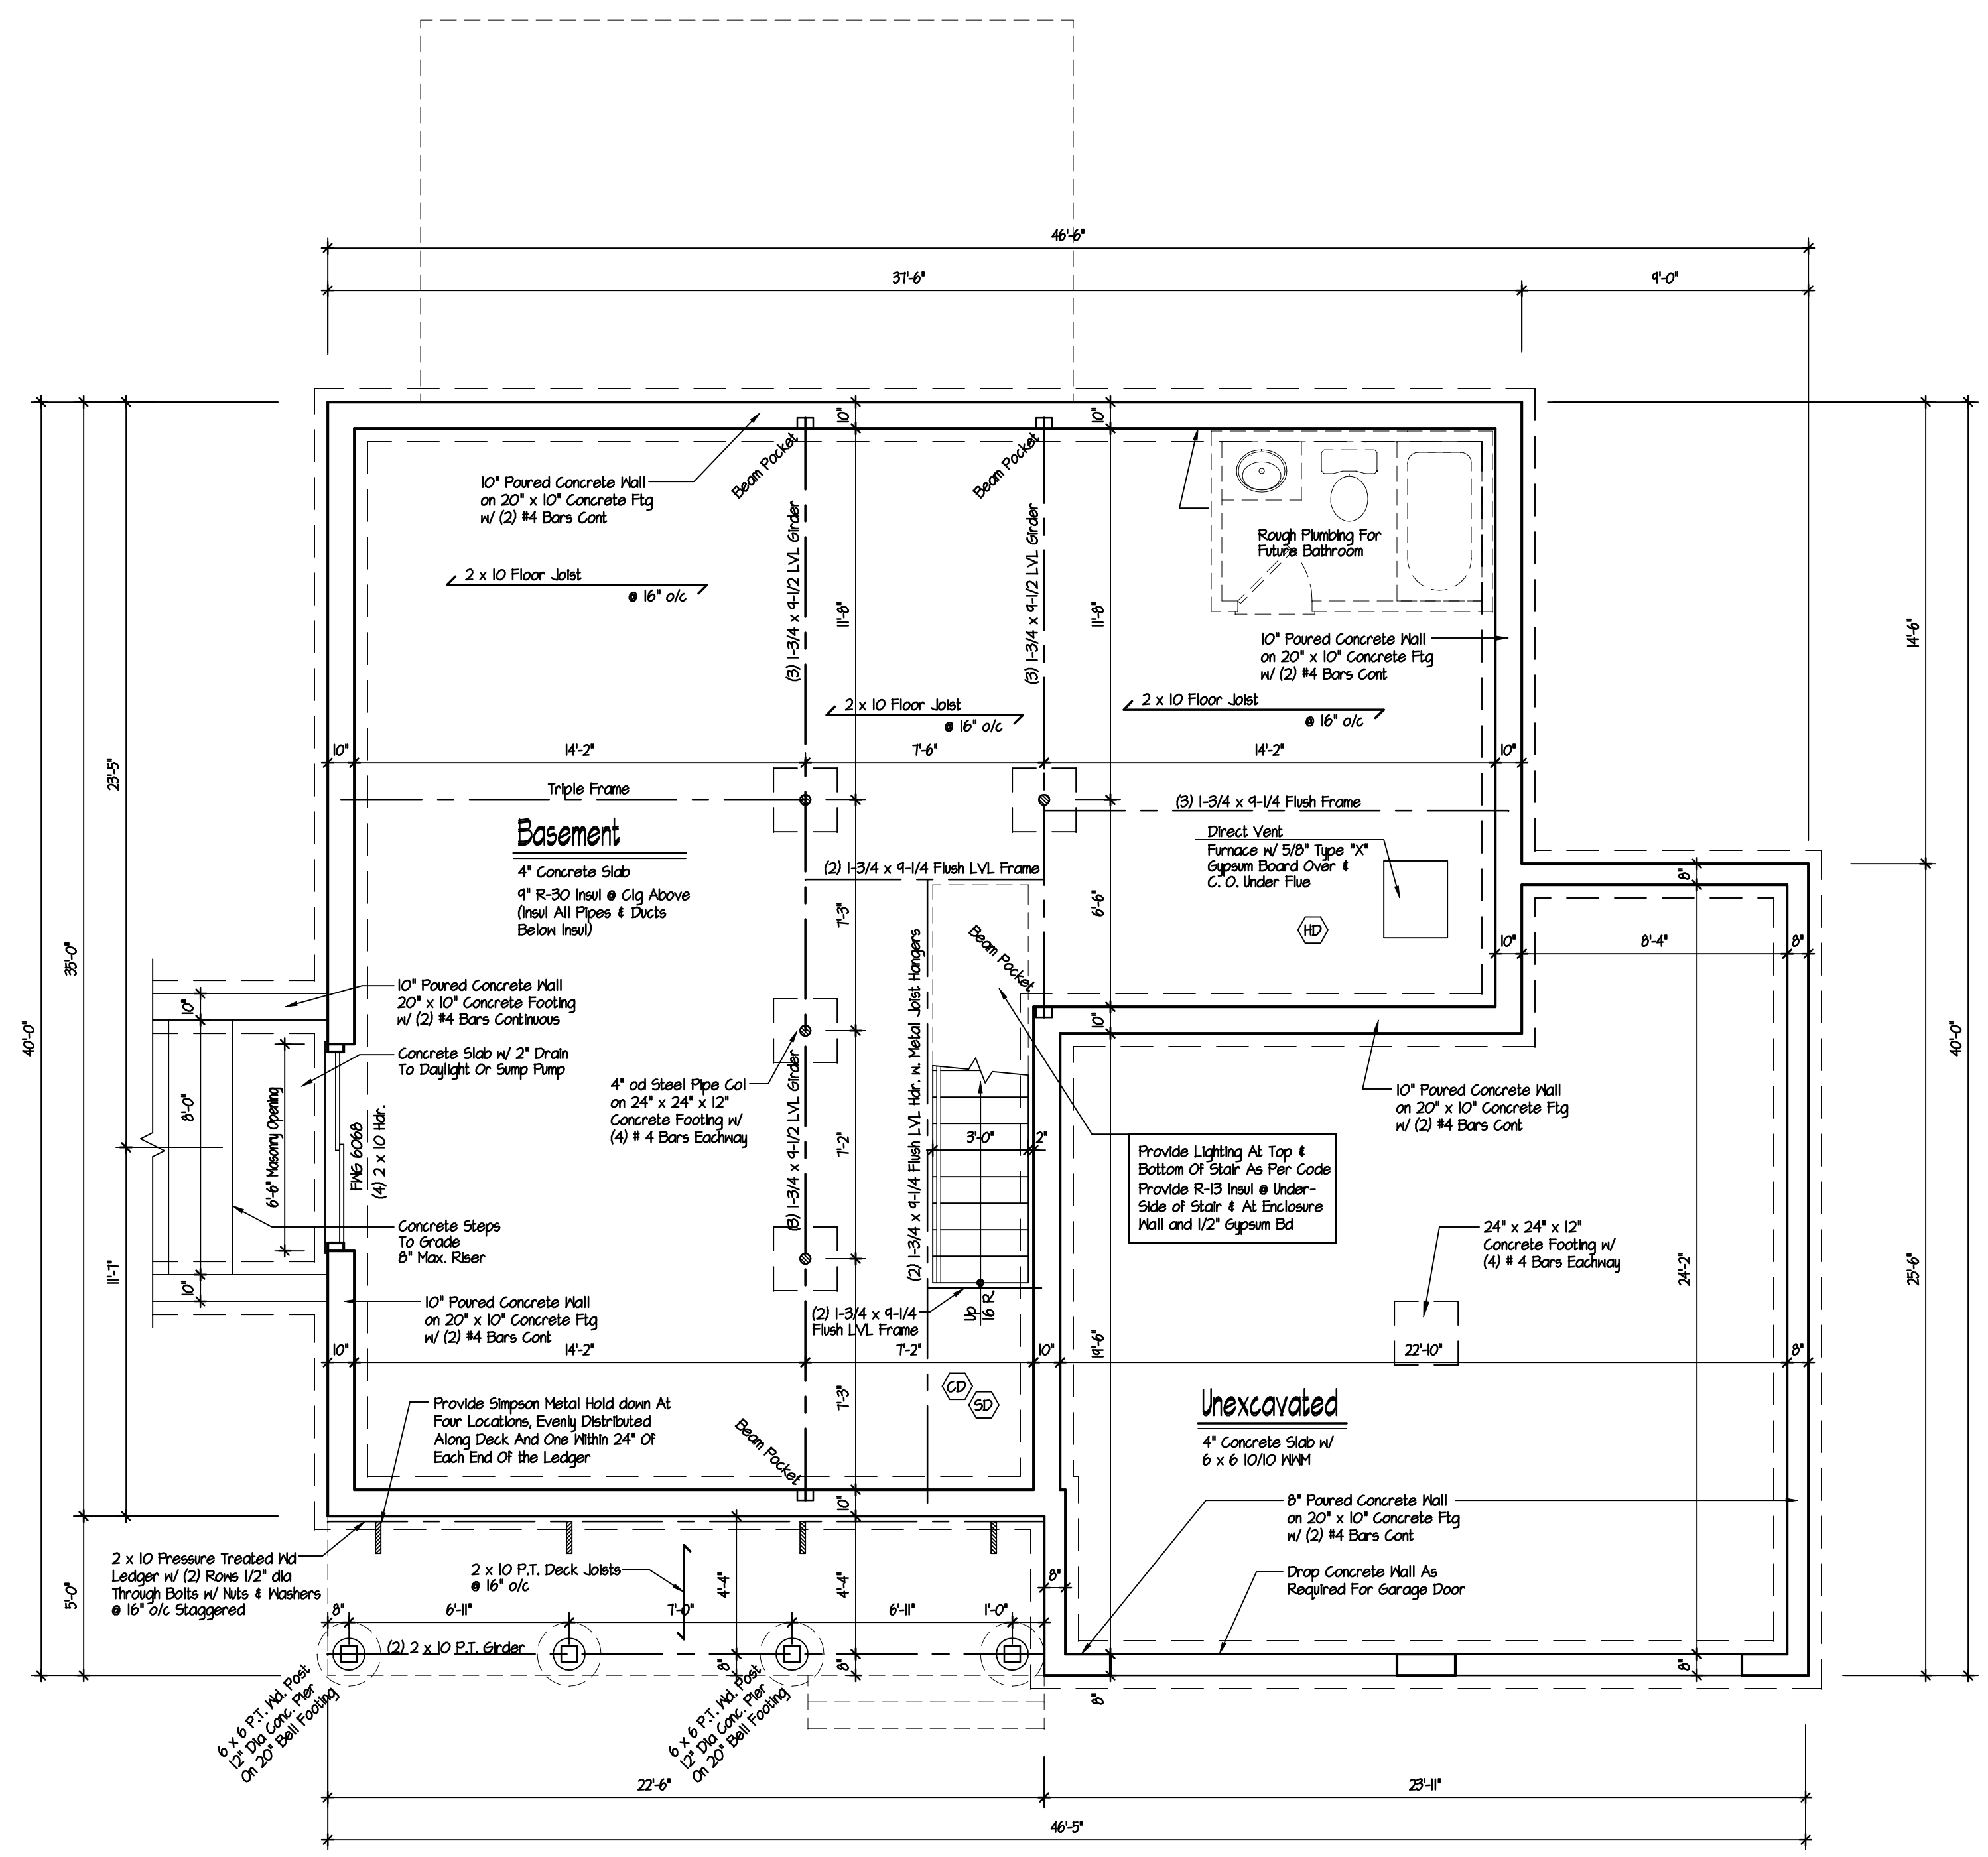 46'-6"
37'-6"
9'-0"
10"
10"
Beam Pocket
Beam Pocket
10" Poured Concrete Wall
on 20" x 10" Concrete Ftg
w/ (2) #4 Bars Cont
(3) 1-3/4 x 9-1/2 LVL Girder
(3) 1-3/4 x 9-1/2 LVL Girder
Rough Plumbing For
Future Bathroom
2 x 10 Floor Joist
@ 16" o/c
11'-8"
11'-8"
14'-6"
10" Poured Concrete Wall
on 20" x 10" Concrete Ftg
w/ (2) #4 Bars Cont
2 x 10 Floor Joist
@ 16" o/c
2 x 10 Floor Joist
@ 16" o/c
10"
14'-2"
7'-6"
14'-2"
10"
23'-5"
Triple Frame
(3) 1-3/4 x 9-1/4 Flush Frame
Basement
4" Concrete Slab
9" R-30 Insul @ Clg Above
(Insul All Pipes & Ducts
Below Insul)
Direct Vent
Furnace w/ 5/8" Type "X"
Gypsum Board Over &
C. O. Under Flue
(2) 1-3/4 x 9-1/4 Flush LVL Frame
8"
7'-3"
6'-6"
HD
Beam Pocket
10"
8'-4"
8"
35'-0"
40'-0"
40'-0"
10" Poured Concrete Wall
20" x 10" Concrete Footing
w/ (2) #4 Bars Continuous
10"
10"
Concrete Slab w/ 2" Drain
To Daylight Or Sump Pump
8'-0"
6'-6" Masonry Opening
FWG 6068
(4) 2 x 10 Hdr.
4" od Steel Pipe Col
on 24" x 24" x 12"
Concrete Footing w/
(4) # 4 Bars Eachway
(3) 1-3/4 x 9-1/2 LVL Girder
7'-2"
(2) 1-3/4 x 9-1/4 Flush LVL Hdr. w. Metal Joist Hangers
3'-0"
2"
10" Poured Concrete Wall
on 20" x 10" Concrete Ftg
w/ (2) #4 Bars Cont
Provide Lighting At Top &
Bottom Of Stair As Per Code
Provide R-13 Insul @ Under-
Side of Stair & At Enclosure
Wall and 1/2" Gypsum Bd
Concrete Steps
To Grade
8" Max. Riser
24" x 24" x 12"
Concrete Footing w/
(4) # 4 Bars Eachway
11'-7"
10"
24'-2"
25'-6"
10" Poured Concrete Wall
on 20" x 10" Concrete Ftg
w/ (2) #4 Bars Cont
(2) 1-3/4 x 9-1/4
Flush LVL Frame
Up
16 R.
10"
14'-2"
7'-2"
10"
19'-6"
22'-10"
8"
CD
SD
7'-3"
Provide Simpson Metal Hold down At
Four Locations, Evenly Distributed
Along Deck And One Within 24" Of
Each End Of the Ledger
Beam Pocket
Unexcavated
4" Concrete Slab w/
6 x 6 10/10 WWM
10"
8" Poured Concrete Wall
on 20" x 10" Concrete Ftg
w/ (2) #4 Bars Cont
2 x 10 Pressure Treated Wd
Ledger w/ (2) Rows 1/2" dia
Through Bolts w/ Nuts & Washers
@ 16" o/c Staggered
2 x 10 P.T. Deck Joists
@ 16" o/c
4'-4"
4'-4"
8"
Drop Concrete Wall As
Required For Garage Door
5'-0"
8"
6'-11"
7'-0"
6'-11"
1'-0"
(2) 2 x 10 P.T. Girder
8"
8"
8"
8"
6 x 6 P.T. Wd. Post
12" Dia Conc. Pier
On 20" Bell Footing
6 x 6 P.T. Wd. Post
12" Dia Conc. Pier
On 20" Bell Footing
22'-6"
23'-11"
46'-5"